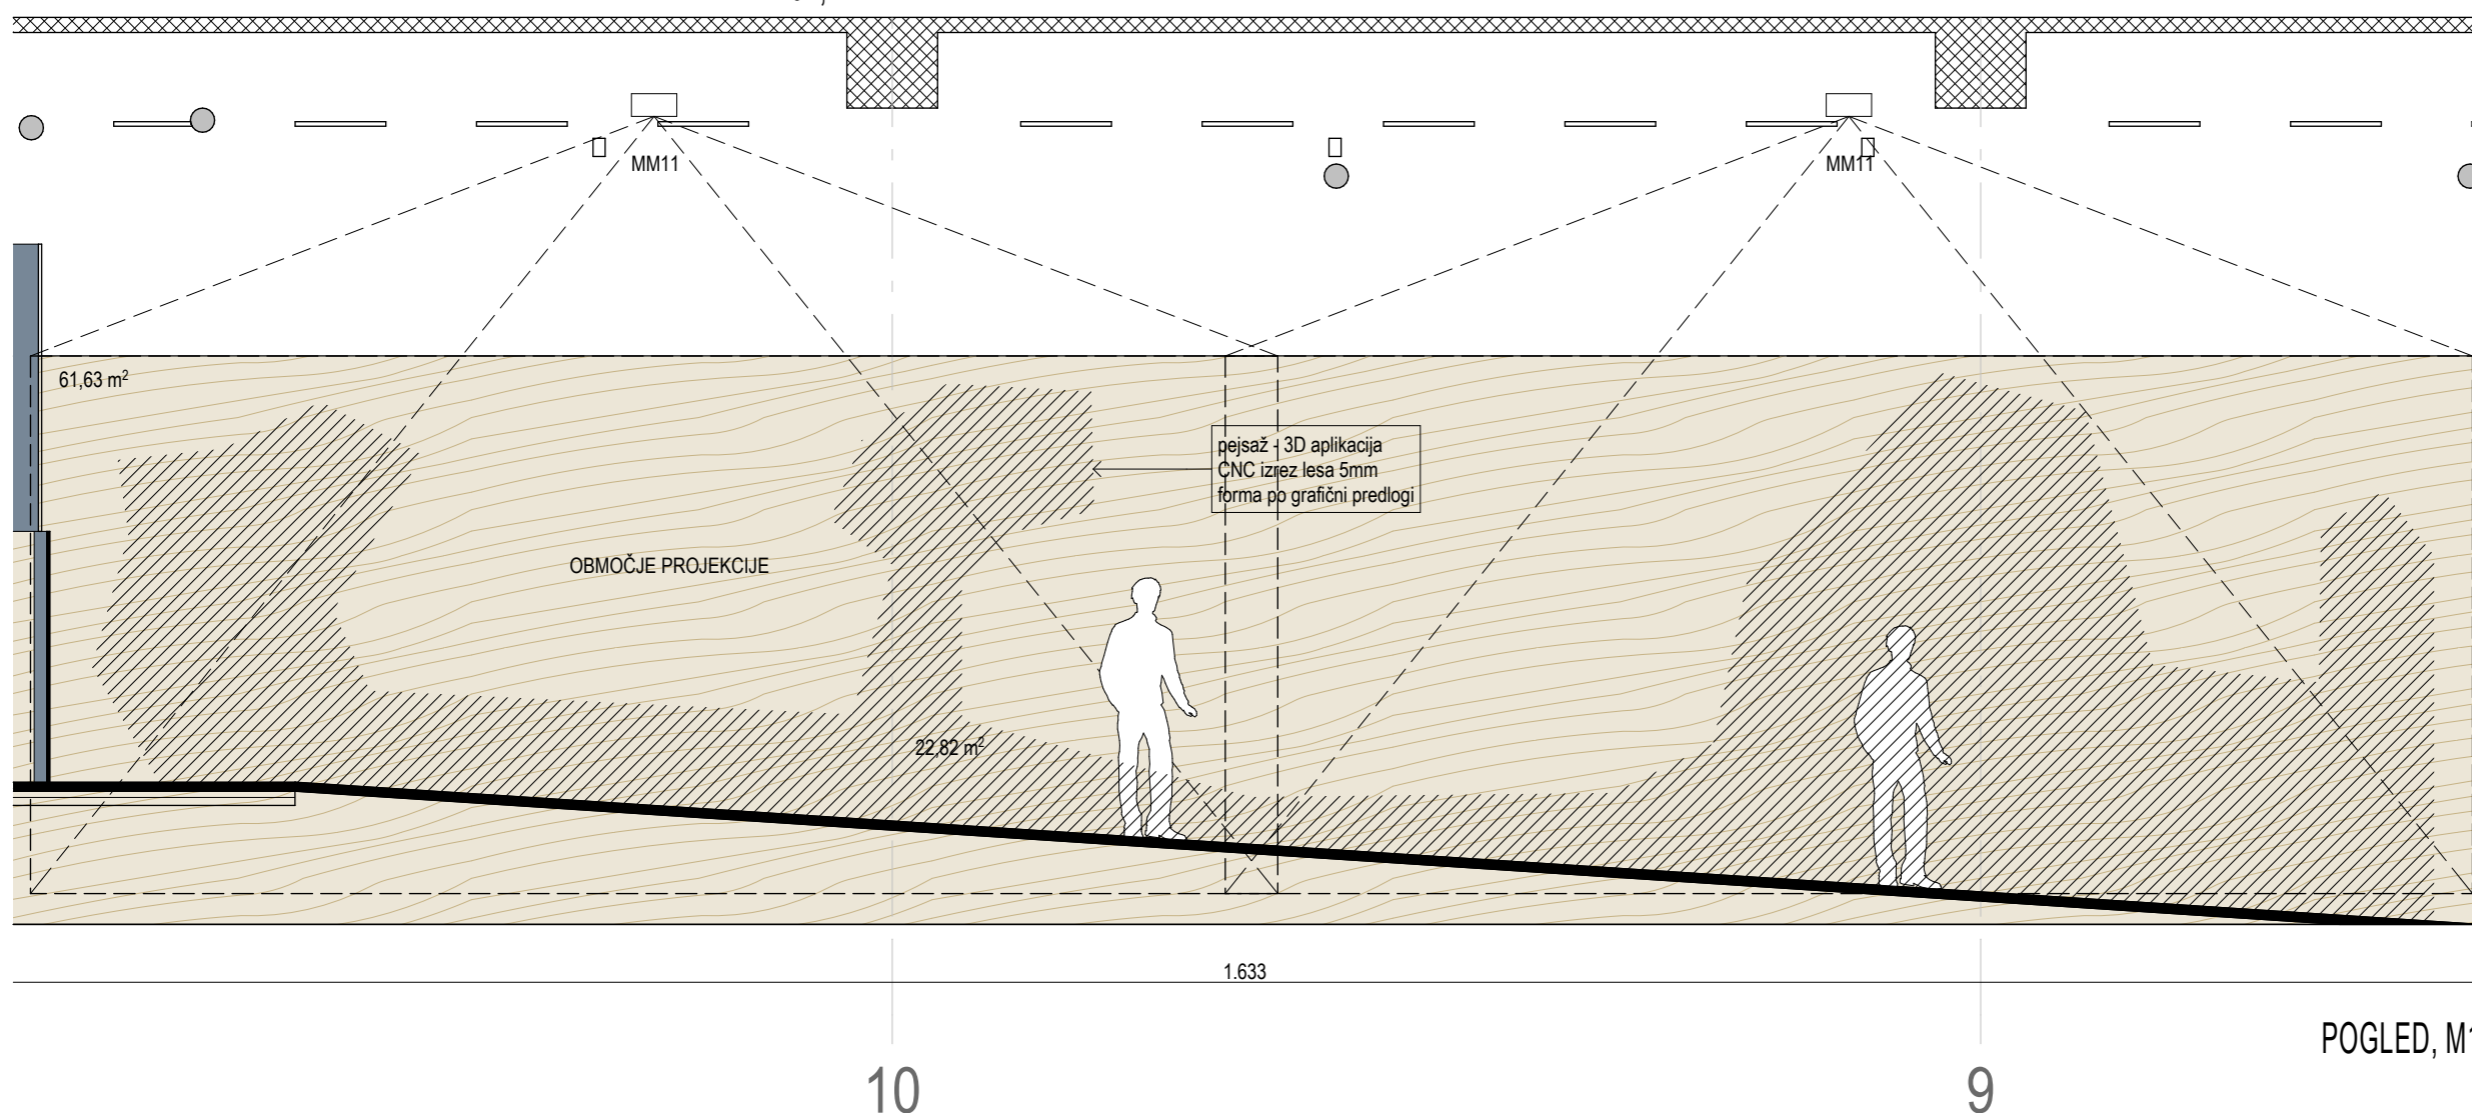 MM11
MM11
61,63 m²
pejsaž - 3D aplikacija
CNC izrez lesa 5mm
forma po grafični predlogi
OBMOČJE PROJEKCIJE
22,82 m²
1.633
POGLED, M1
10
9